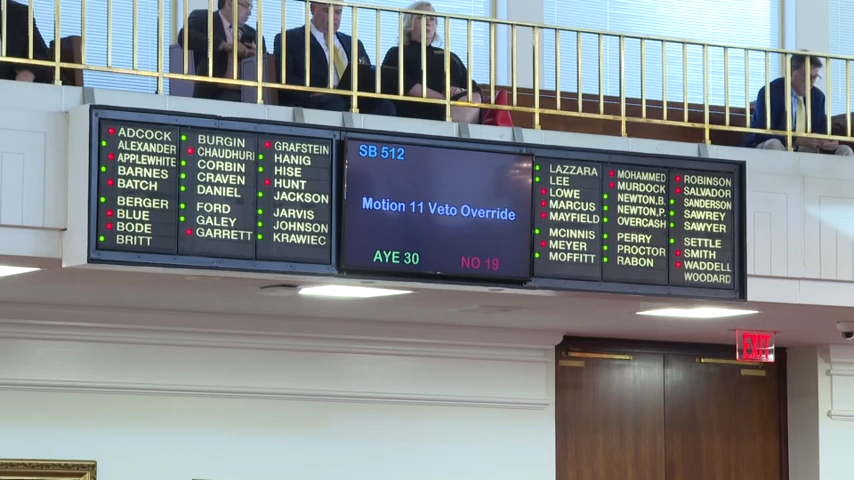 ADCOCK
ALEXANDER
APPLEWHITE
BARNES
BATCH
BERGER
BLUE
BODE
BRITT
BURGIN
CHAUDHURI
CORBIN
CRAVEN
DANIEL
FORD
GALEY
GARRETT
GRAFSTEIN
HANIG
HISE
HUNT
JACKSON
JARVIS
JOHNSON
KRAWIEC
SB 512
Motion 11 Veto Override
AYE 30 NO 19
LAZZARA
LEE
LOWE
MARCUS
MAYFIELD
MCINNIS
MEYER
MOFFITT
MOHAMMED
MURDOCK
NEWTON.B.
NEWTON.P.
OVERCASH
PERRY
PROCTOR
RABON
ROBINSON
SALVADOR
SANDERSON
SAWREY
SAWYER
SETTLE
SMITH
WADDELL
WOODARD
EXIT